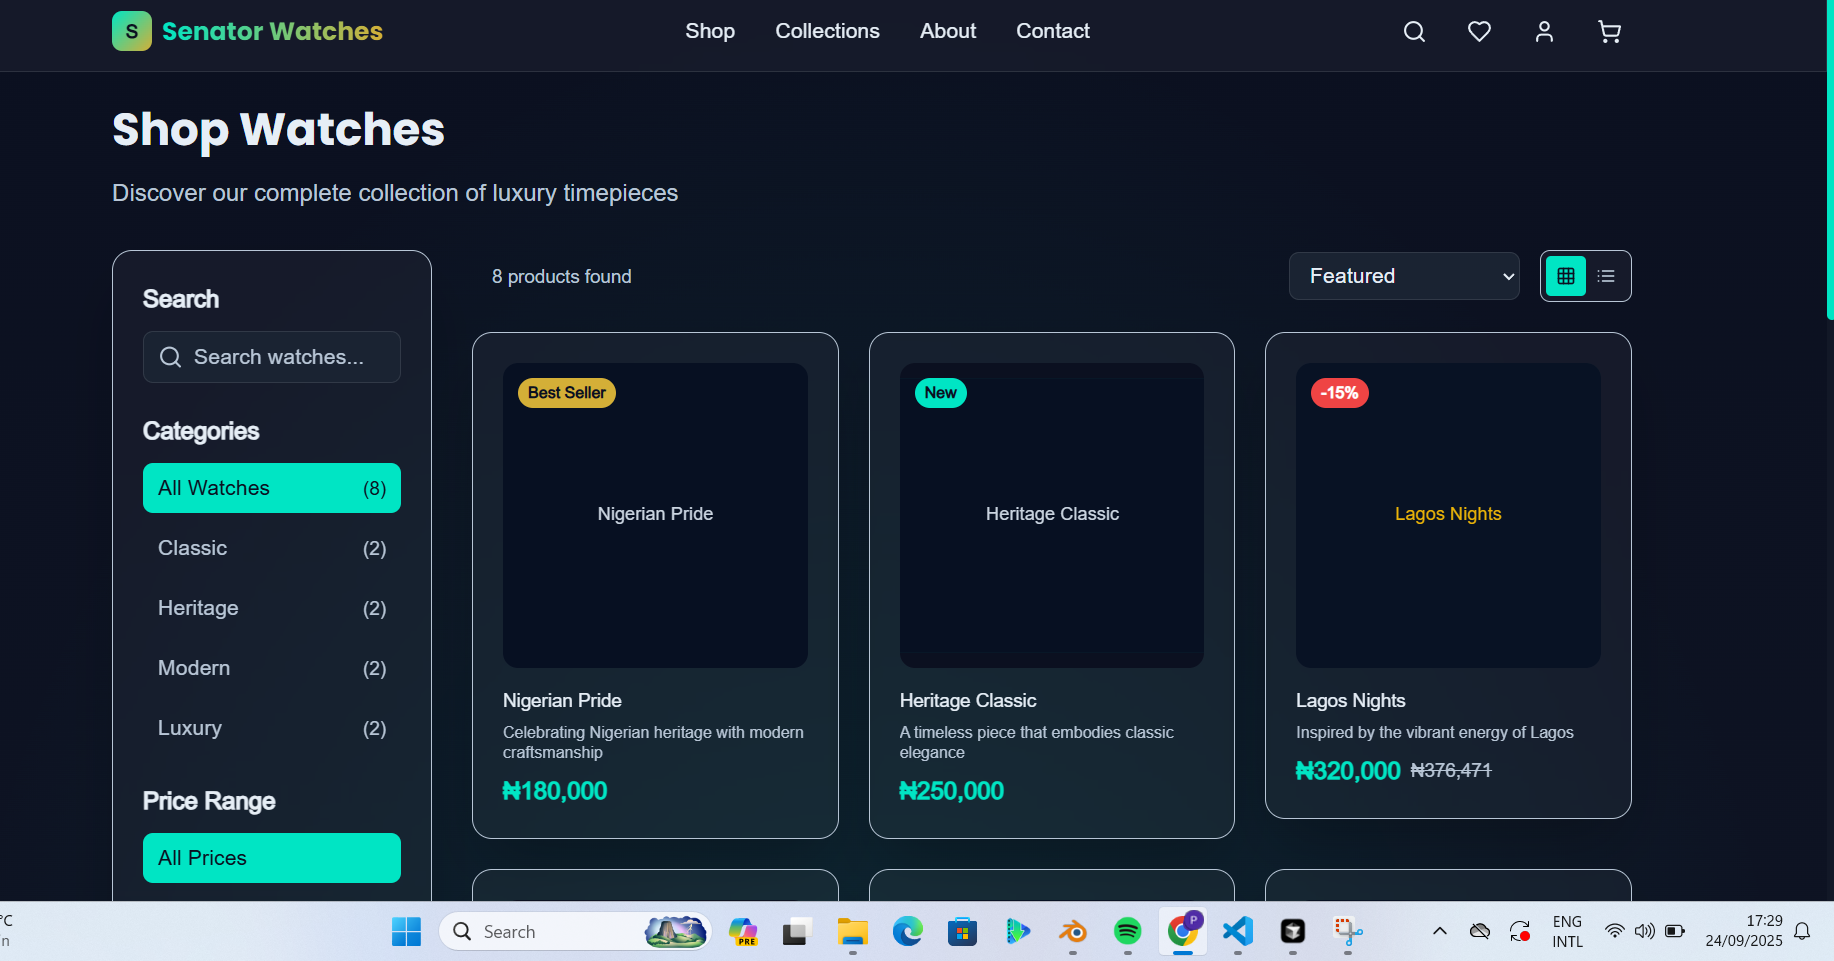 S
Senator Watches
Shop
Collections
About
Contact
Shop Watches
Discover our complete collection of luxury timepieces
Search
Search watches...
Categories
All Watches (8)
Classic (2)
Heritage (2)
Modern (2)
Luxury (2)
Price Range
All Prices
8 products found
Featured
Best Seller
Nigerian Pride
Nigerian Pride
Celebrating Nigerian heritage with modern
craftsmanship
₦180,000
New
Heritage Classic
Heritage Classic
A timeless piece that embodies classic
elegance
₦250,000
-15%
Lagos Nights
Lagos Nights
Inspired by the vibrant energy of Lagos
₦320,000 ₦376,471
°C
Search
PRE
P
ENG
INTL
17:29
24/09/2025